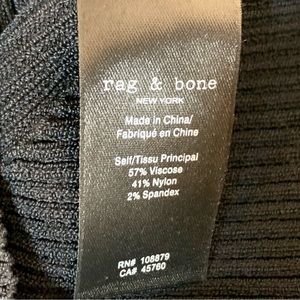 rag & bone
NEW YORK
Made in China/
Fabriqué en Chine
Self/Tissu Principal
57% Viscose
41% Nylon
2% Spandex
RN# 108879
CA# 45760